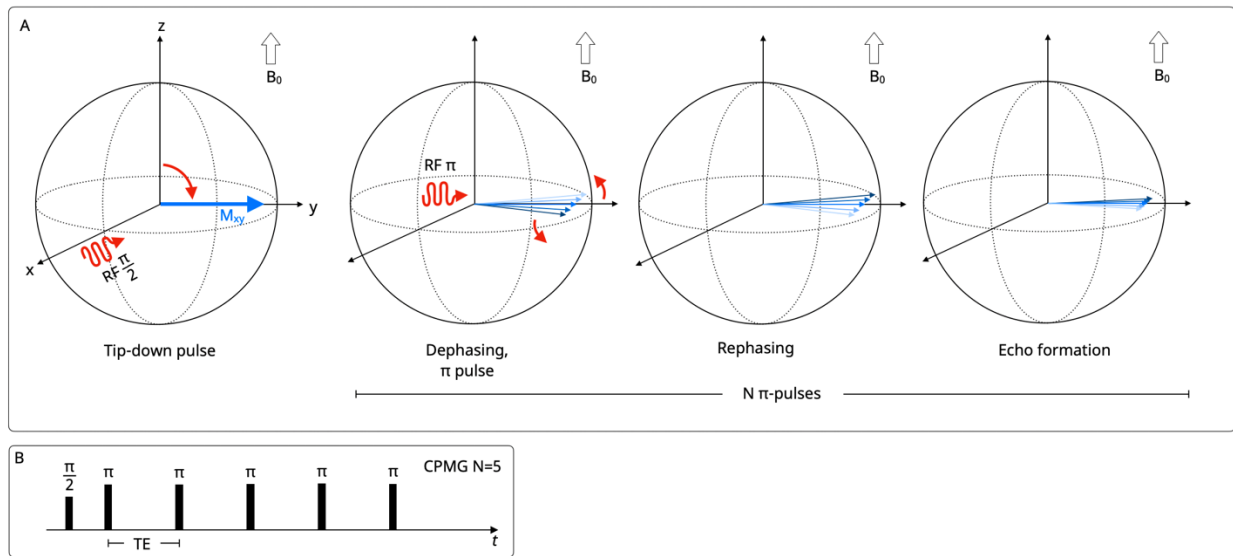 A
z
B₀
y
Mxy
x
RF π/2
Tip-down pulse
B₀
RF π
Dephasing,
π pulse
B₀
Rephasing
B₀
Echo formation
N π-pulses
B
CPMG N=5
π/2 π π π π π
TE
t